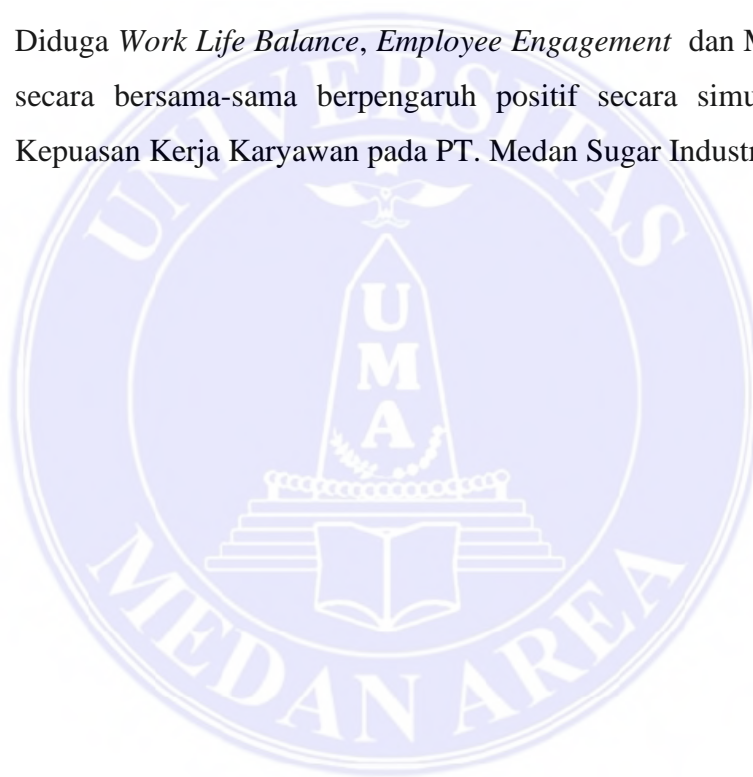 Diduga Work Life Balance, Employee Engagement dan
secara bersama-sama berpengaruh positif secara
Kepuasan Kerja Karyawan pada PT. Medan Sugar
UNIVERSITAS
UMA
MEDAN AREA